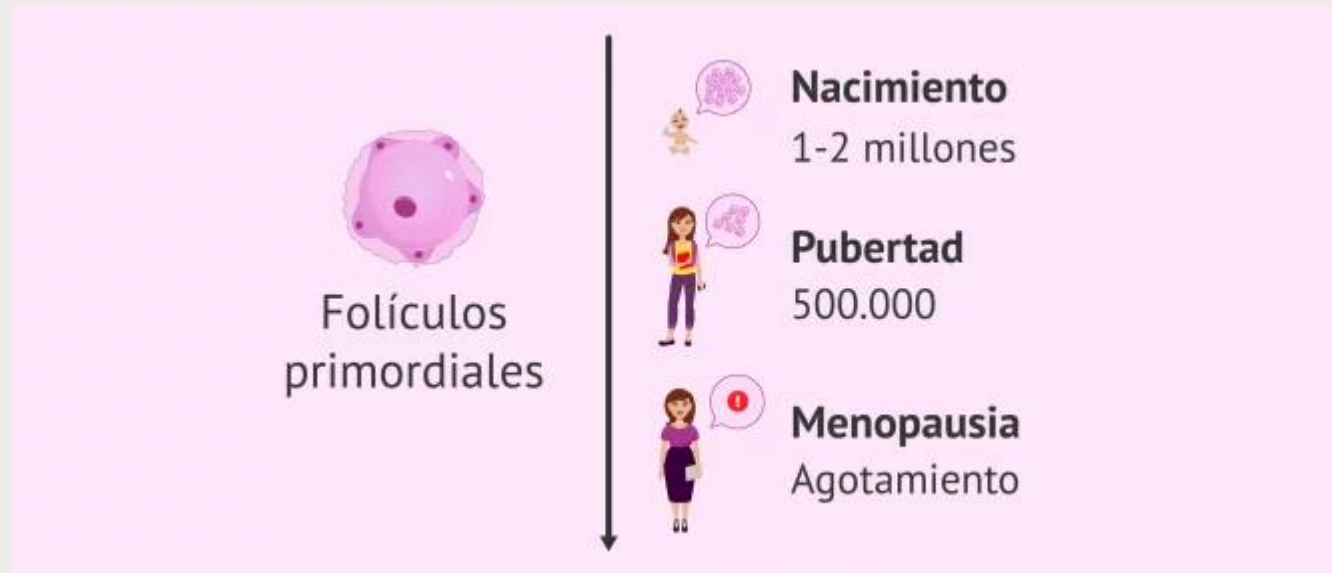 Folículos
primordiales
Nacimiento
1-2 millones
Pubertad
500.000
Menopausia
Agotamiento